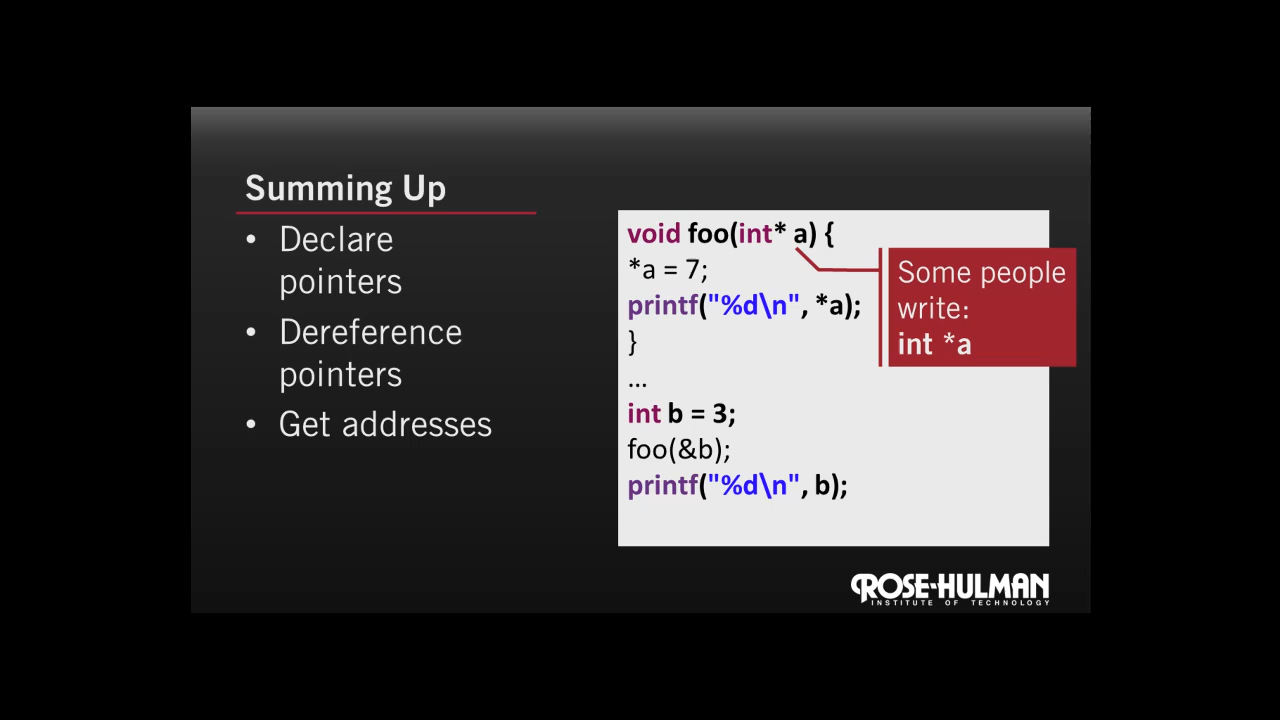 Summing Up
• Declare
pointers
• Dereference
pointers
• Get addresses
void foo(int* a) {
*a = 7;
printf("%d\n", *a);
}
...
int b = 3;
foo(&b);
printf("%d\n", b);
Some people
write:
int *a
ROSE-HULMAN
INSTITUTE OF TECHNOLOGY